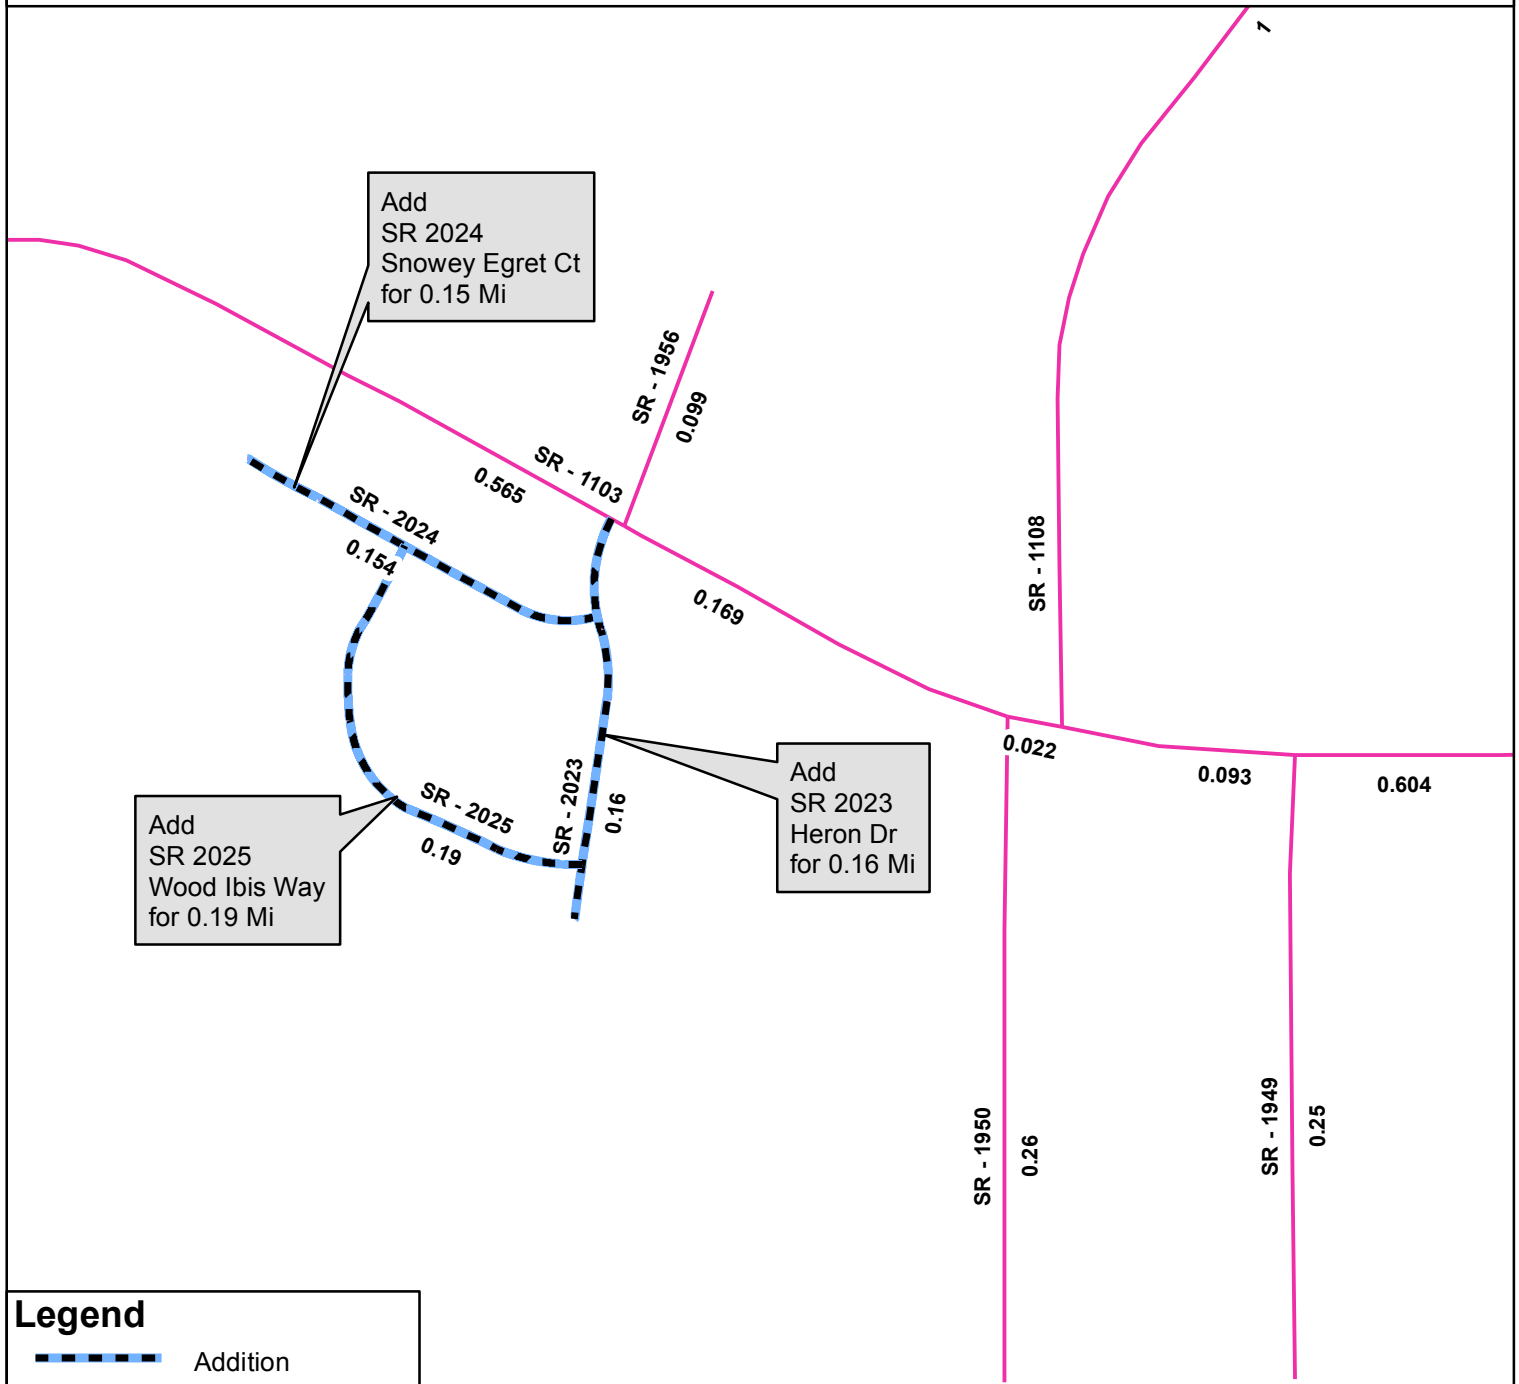 1
Add
SR 2024
Snowey Egret Ct
for 0.15 Mi
SR - 1956
0.099
SR - 1103
0.565
SR - 2024
0.154
SR - 1108
0.169
0.022
0.093
0.604
Add
SR 2023
Heron Dr
for 0.16 Mi
SR - 2023
0.16
SR - 2025
0.19
Add
SR 2025
Wood Ibis Way
for 0.19 Mi
SR - 1950
0.26
SR - 1949
0.25
Legend
Addition